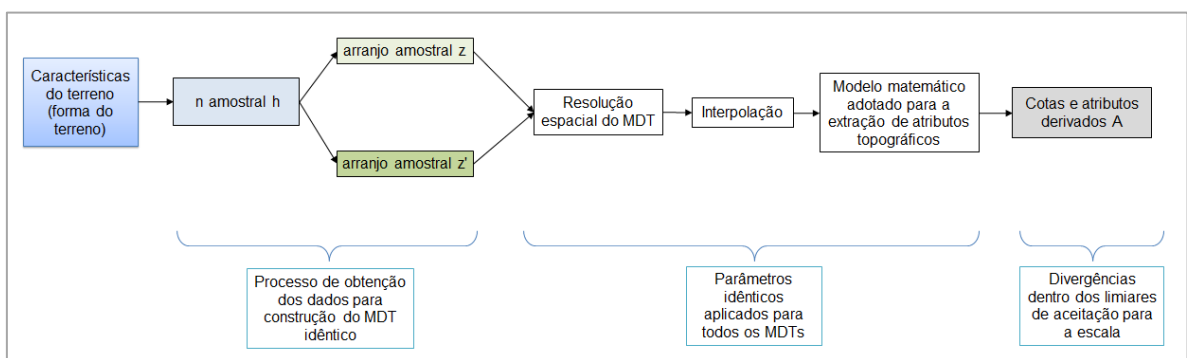 Características
do terreno
(forma do
terreno)
n amostral h
arranjo amostral z
arranjo amostral z'
Resolução
espacial do MDT
Interpolação
Modelo matemático
adotado para a
extração de atributos
topográficos
Cotas e atributos
derivados A
Processo de obtenção
dos dados para
construção do MDT
idêntico
Parâmetros
idênticos
aplicados para
todos os MDTs
Divergências
dentro dos limiares
de aceitação para
a escala